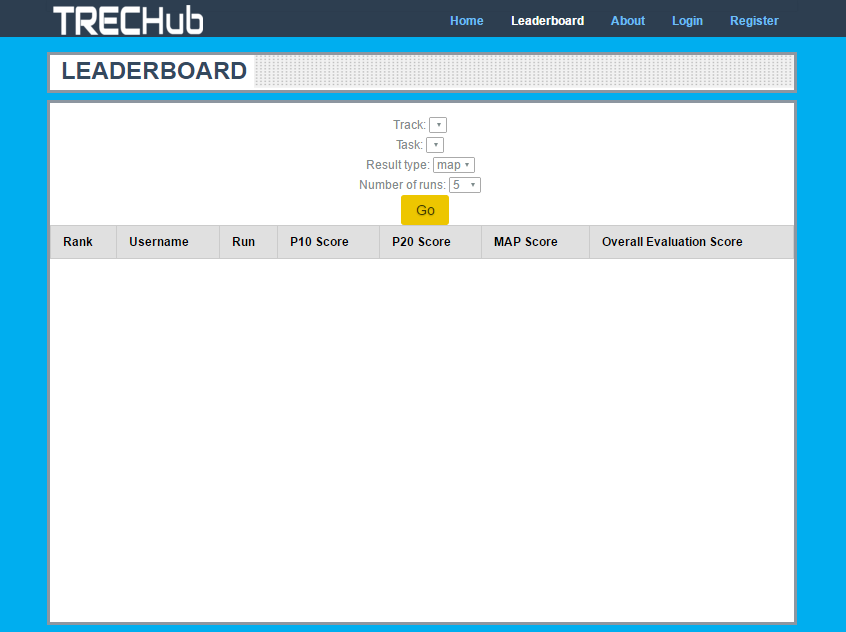 TRECHub
Home Leaderboard About Login Register
LEADERBOARD
Track:
Task:
Result type: map
Number of runs: 5
Go
Rank Username Run P10 Score P20 Score MAP Score Overall Evaluation Score